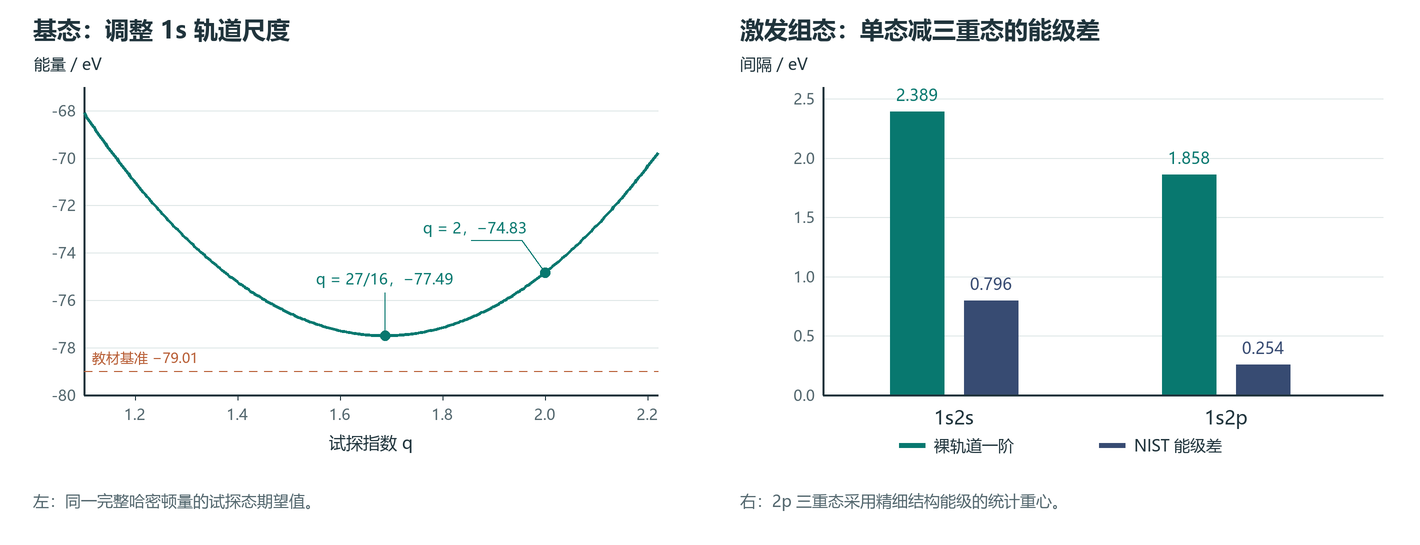 基态：调整 1s 轨道尺度
能量 / eV
-68
-70
-72
-74
-76
-78
-80
q = 2，−74.83
q = 27/16，−77.49
教材基准 −79.01
1.2
1.4
1.6
1.8
2.0
2.2
试探指数 q
左：同一完整哈密顿量的试探态期望值。
激发组态：单态减三重态的能级差
间隔 / eV
2.5
2.0
1.5
1.0
0.5
0.0
2.389
0.796
1.858
0.254
1s2s
1s2p
裸轨道一阶
NIST 能级差
右：2p 三重态采用精细结构能级的统计重心。